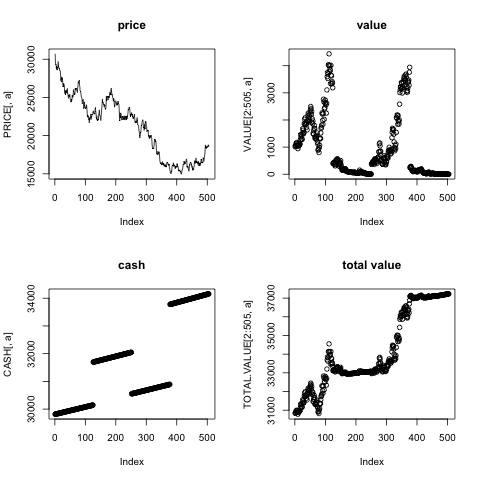 price
PRICE[, a]
15000 20000 25000 30000
0 100 200 300 400 500
Index
value
VALUE[2:505, a]
0 1000 3000
0 100 200 300 400 500
Index
cash
CASH[, a]
30000 32000 34000
0 100 200 300 400 500
Index
total value
TOTAL.VALUE[2:505, a]
31000 33000 35000 37000
0 100 200 300 400 500
Index